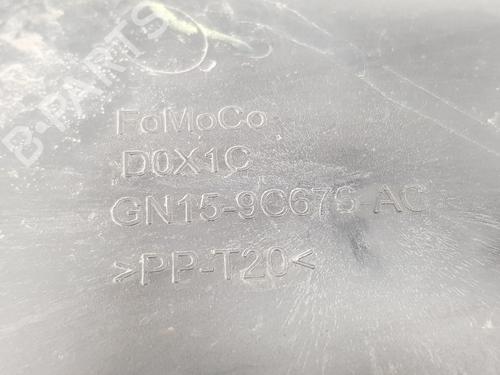 B-PARTS
FoMoCo
D0X1C
GN15-9C675-AC
>PP-T20<